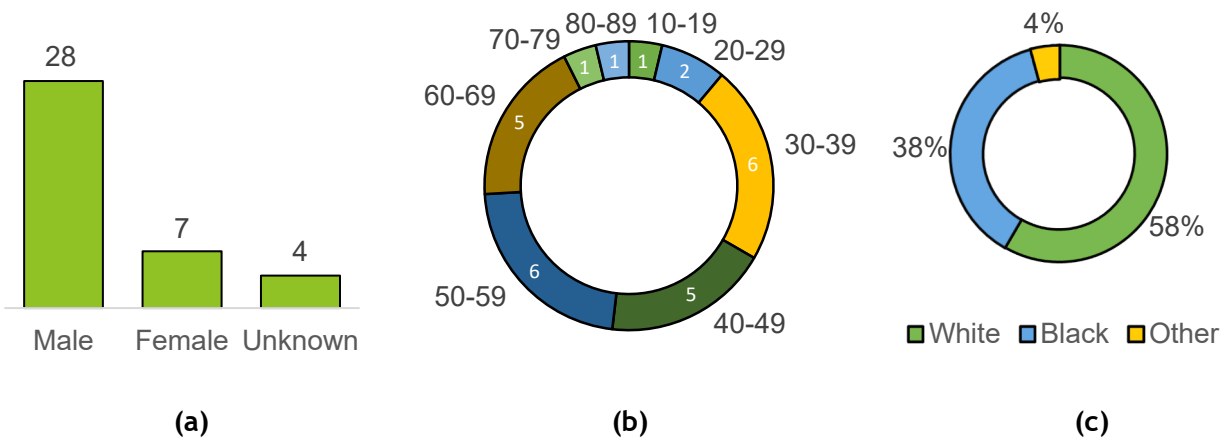 28
7
4
Male Female Unknown
(a)
80-89 10-19
70-79 20-29
60-69
30-39
50-59
40-49
1 1 1
2
5
6
6
5
(b)
4%
38%
58%
White Black Other
(c)